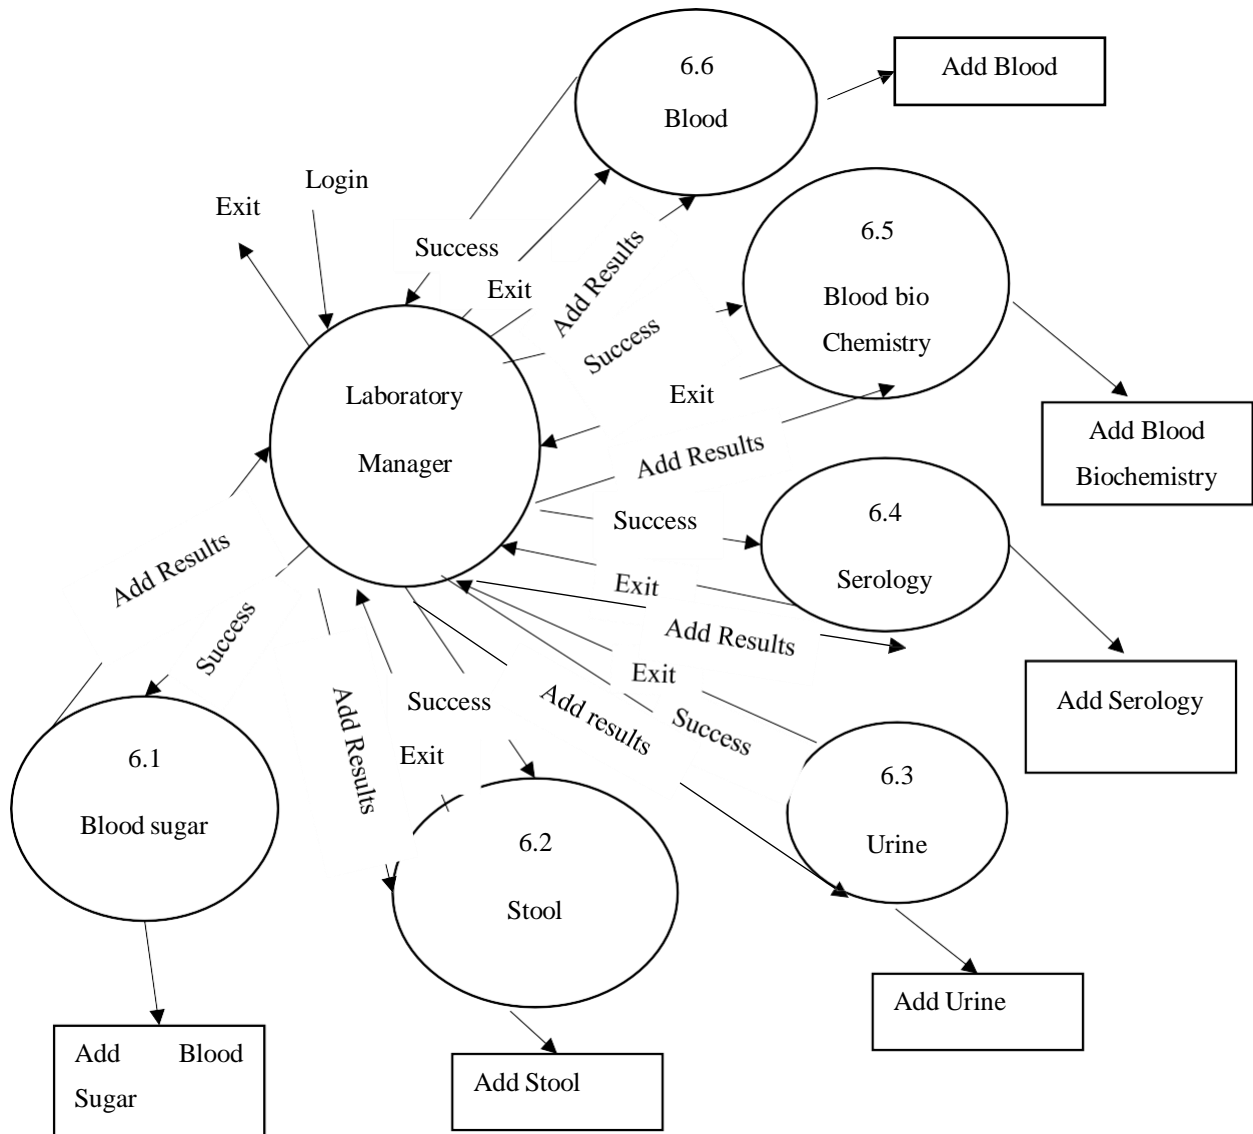 6.6
Blood
Add Blood
Login
Exit
Success
Exit
Add Results
6.5
Blood bio
Chemistry
Success
Exit
Add Results
Add Blood
Biochemistry
Laboratory
Manager
Success
6.4
Serology
Exit
Add Results
Add Serology
Add Results
Success
Exit
Success
Add results
Success
Add Results
Exit
6.3
Urine
Add Urine
6.1
Blood sugar
6.2
Stool
Add Blood
Sugar
Add Stool